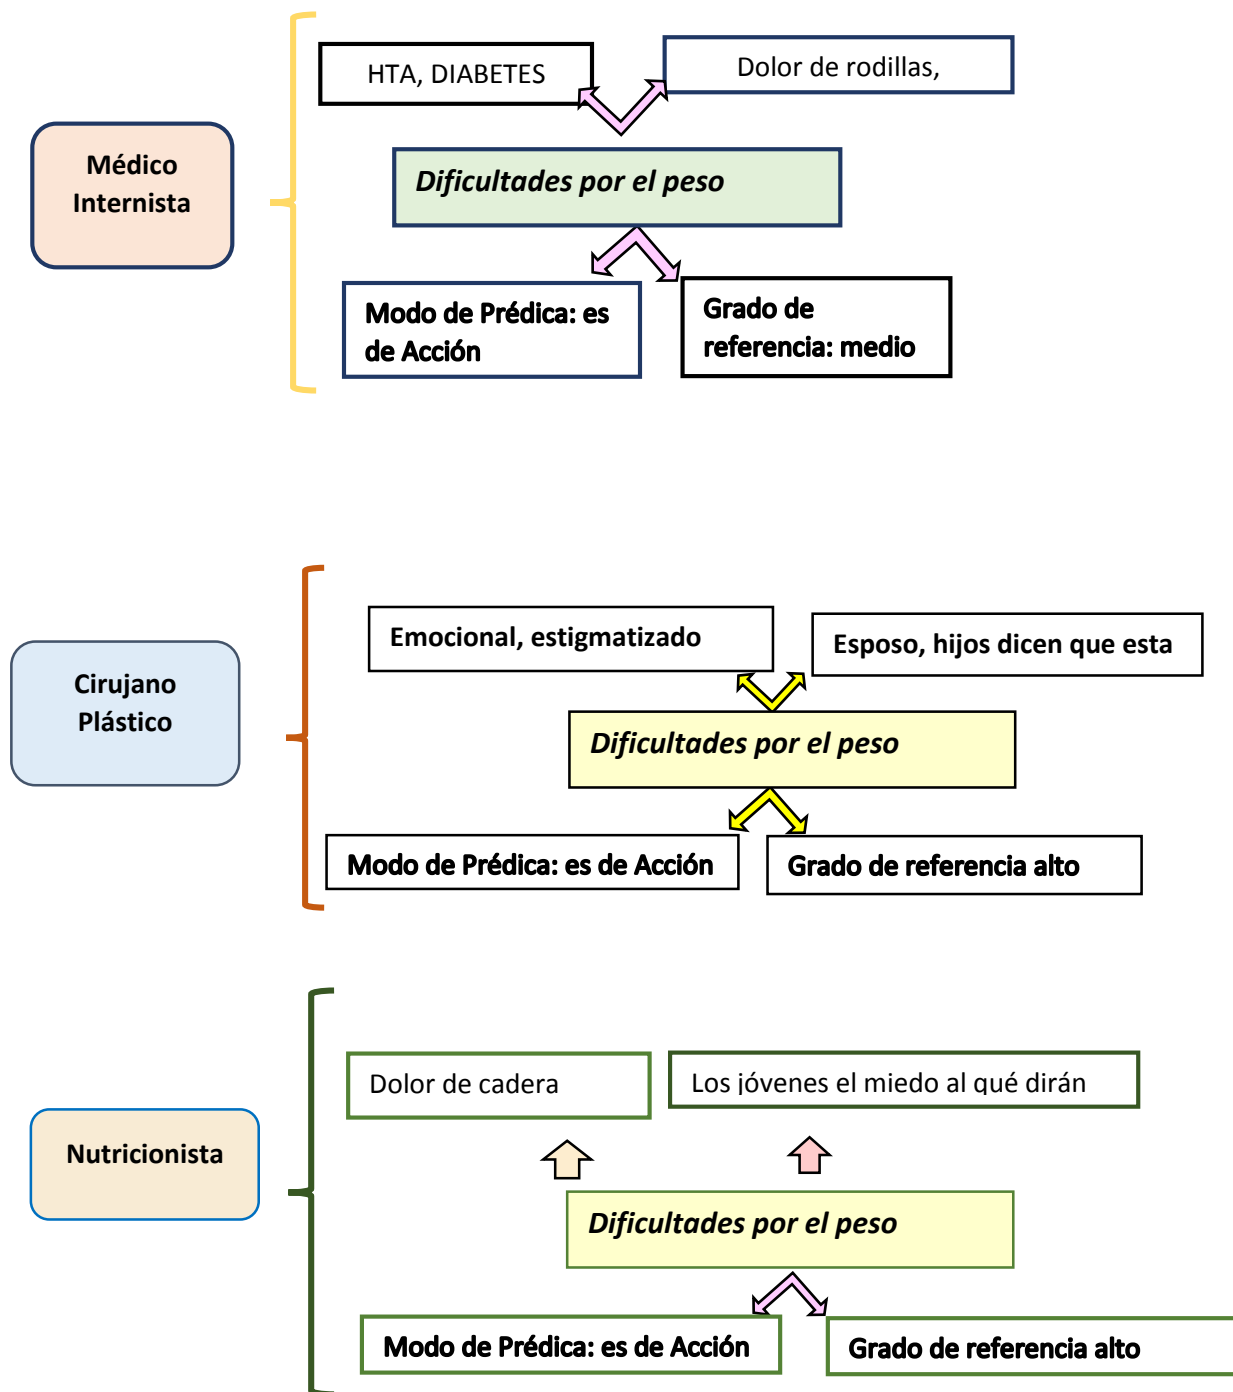 HTA, DIABETES
Dolor de rodillas,
Médico
Internista
Dificultades por el peso
Modo de Prédica: es
de Acción
Grado de
referencia: medio
Emocional, estigmatizado
Esposo, hijos dicen que esta
Cirujano
Plástico
Dificultades por el peso
Modo de Prédica: es de Acción
Grado de referencia alto
Dolor de cadera
Los jóvenes el miedo al qué dirán
Nutricionista
Dificultades por el peso
Modo de Prédica: es de Acción
Grado de referencia alto